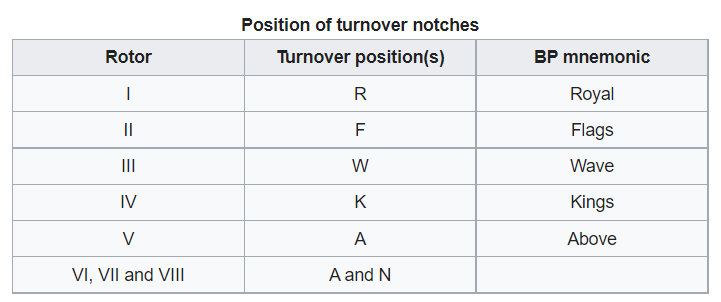 Position of turnover notches
Rotor Turnover position(s) BP mnemonic
I R Royal
II F Flags
III W Wave
IV K Kings
V A Above
VI, VII and VIII A and N